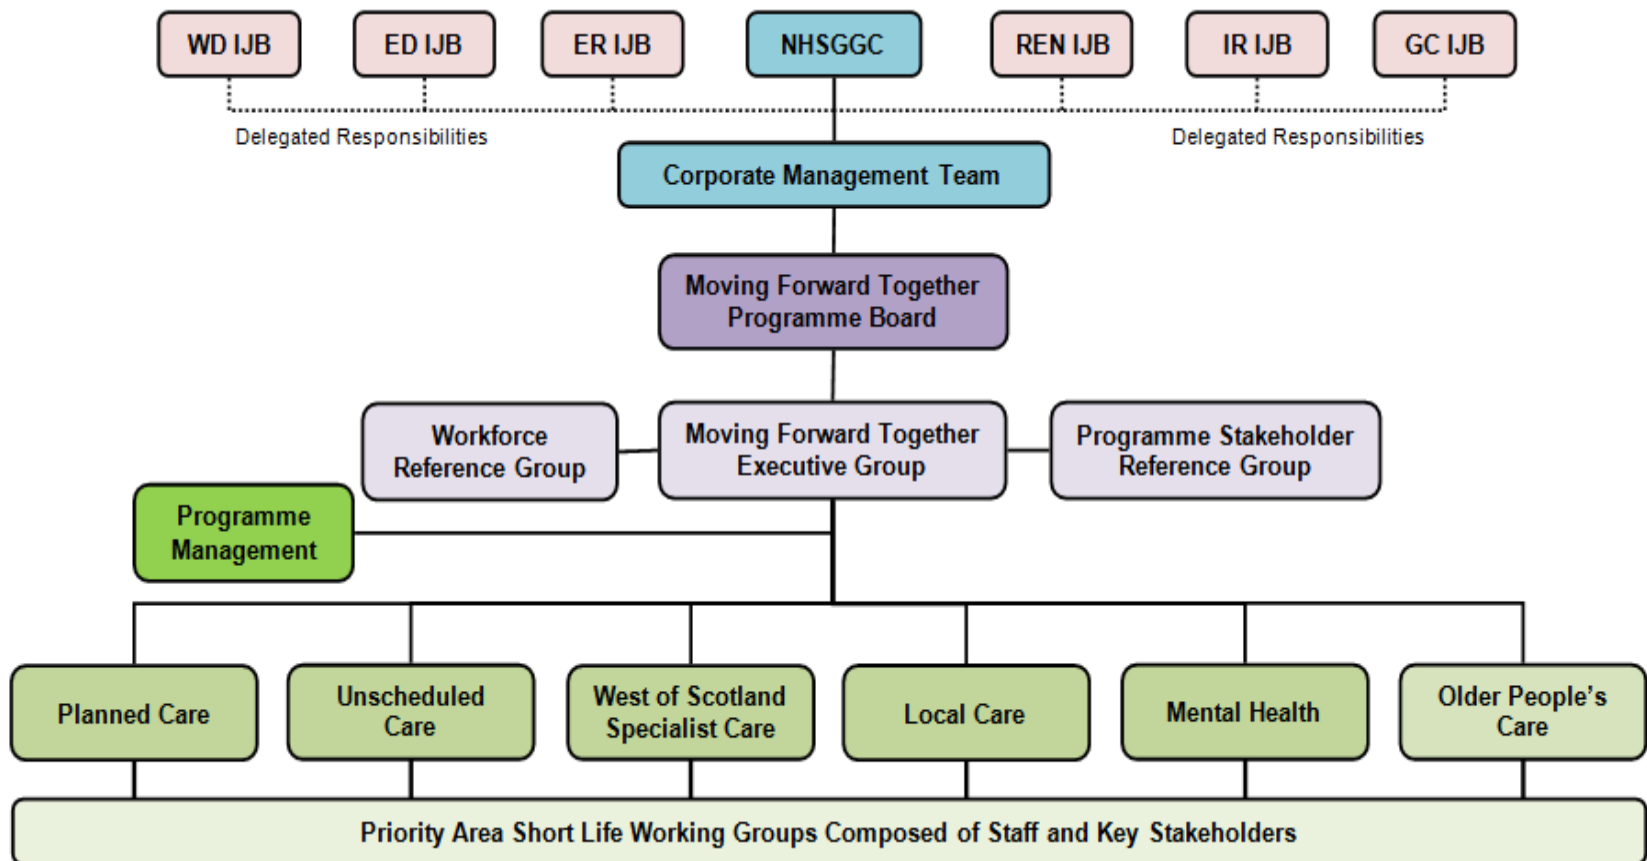 WD IJB
ED IJB
ER IJB
NHSGGC
REN IJB
IR IJB
GC IJB
Delegated Responsibilities
Delegated Responsibilities
Corporate Management Team
Moving Forward Together
Programme Board
Workforce
Reference Group
Moving Forward Together
Executive Group
Programme Stakeholder
Reference Group
Programme
Management
Planned Care
Unscheduled
Care
West of Scotland
Specialist Care
Local Care
Mental Health
Older People's
Care
Priority Area Short Life Working Groups Composed of Staff and Key Stakeholders